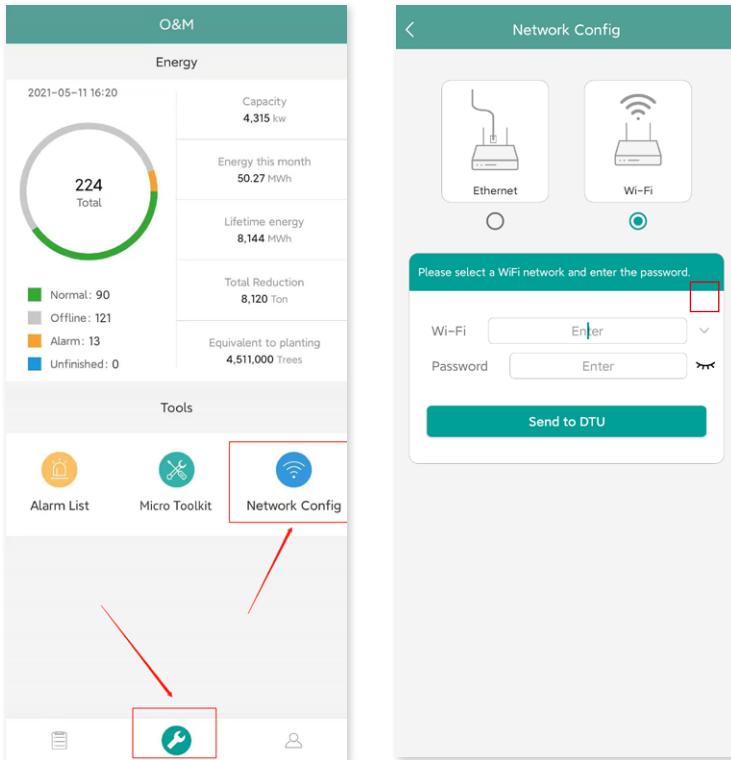 O&M
Energy
2021-05-11 16:20
224
Total
Normal: 90
Offline: 121
Alarm: 13
Unfinished: 0
Capacity
4,315 kw
Energy this month
50.27 MWh
Lifetime energy
8,144 MWh
Total Reduction
8,120 Ton
Equivalent to planting
4,511,000 Trees
Tools
Alarm List
Micro Toolkit
Network Config
Network Config
Ethernet
Wi-Fi
Please select a WiFi network and enter the password.
Wi-Fi
Enter
Password
Enter
Send to DTU